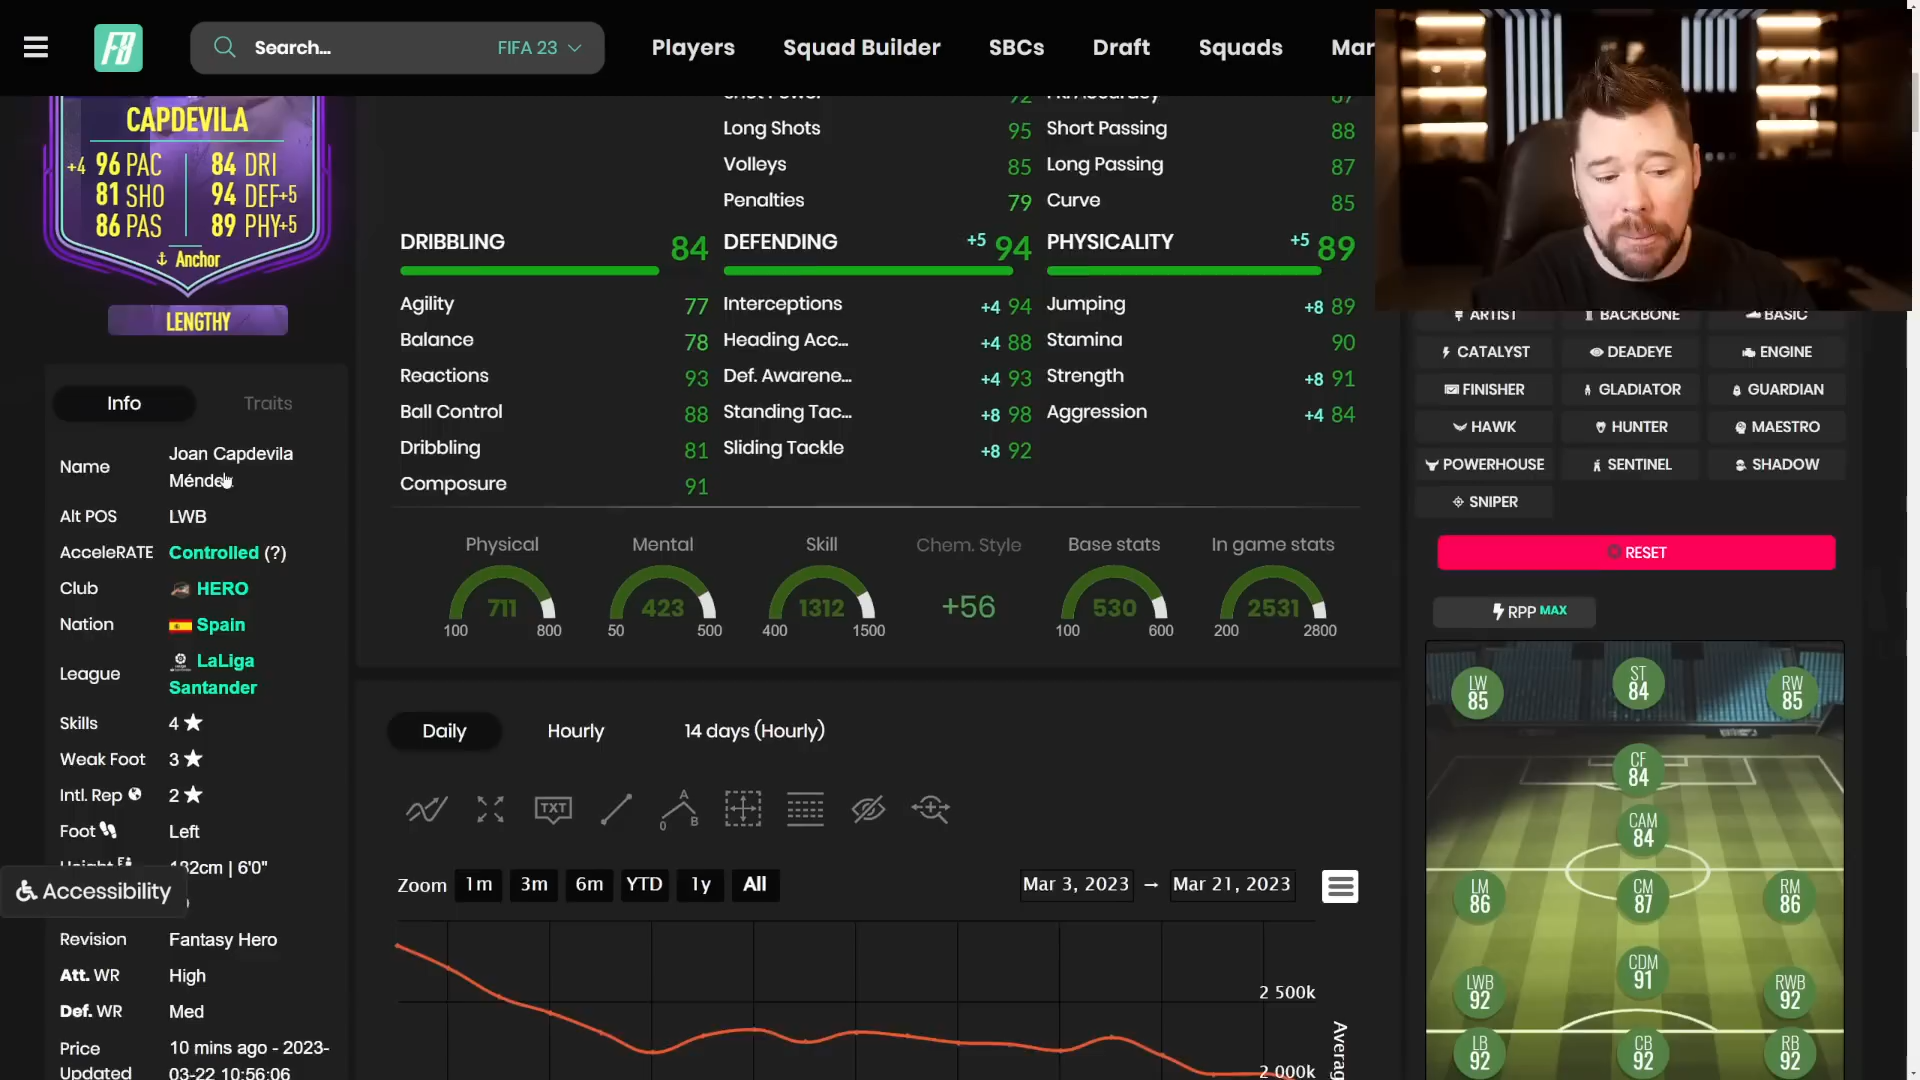 Search...
FIFA 23
Players
Squad Builder
SBCs
Draft
Squads
Mar
CAPDEVILA
+4 96 PAC
84 DRI
81 SHO
94 DEF+5
86 PAS
89 PHY+5
Anchor
LENGTHY
Info
Traits
Name
Joan Capdevila
Alt POS
LWB
AcceleRATE
Controlled (?)
Club
HERO
Nation
Spain
League
LaLiga
Santander
Skills
4
Weak Foot
3
Intl. Rep
2
Foot
Left
6'0"
Accessibility
Revision
Fantasy Hero
Att. WR
High
Def. WR
Med
Price
Updated
10 mins ago - 2023-
03-22 10:56:06
Long Shots
95
Volleys
85
Penalties
79
Short Passing
88
Long Passing
87
Curve
85
DRIBBLING
84
Agility
77
Balance
78
Reactions
93
Ball Control
88
Dribbling
81
Composure
91
DEFENDING
+5 94
Interceptions
+4 94
Heading Acc...
+4 88
Def. Awarene...
+4 93
Standing Tac...
+8 98
Sliding Tackle
+8 92
PHYSICALITY
+5 89
Jumping
+8 89
Stamina
90
Strength
+8 91
Aggression
+4 84
Physical
711
100
800
Mental
423
50
500
Skill
1312
400
1500
Chem. Style
+56
Base stats
530
100
600
In game stats
2531
200
2800
Daily
Hourly
14 days (Hourly)
TXT
A
0
B
Zoom
1m
3m
6m
YTD
1y
All
Mar 3, 2023
→
Mar 21, 2023
2 500k
2 000k
Averag
ARTIST
BACKBONE
BASIC
CATALYST
DEADEYE
ENGINE
FINISHER
GLADIATOR
GUARDIAN
HAWK
HUNTER
MAESTRO
POWERHOUSE
SENTINEL
SHADOW
SNIPER
RESET
RPP MAX
LW
85
ST
84
RW
85
CF
84
CAM
84
LM
86
CM
87
RM
86
CDM
91
LWB
92
RWB
92
LB
92
CB
92
RB
92